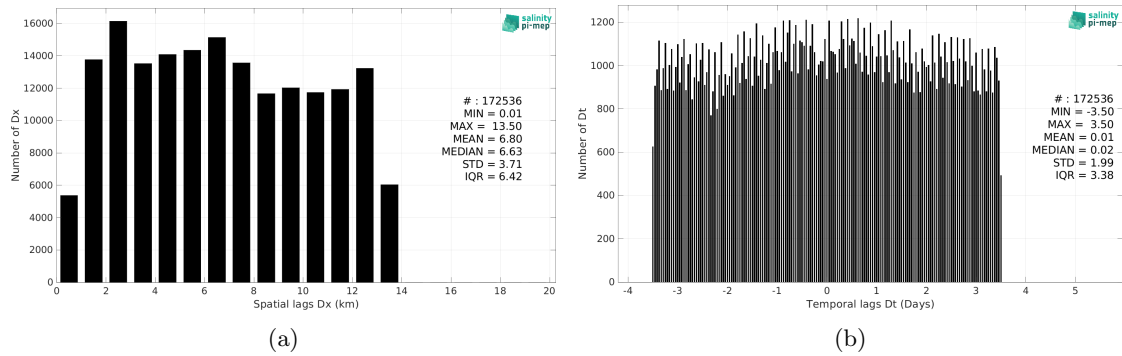 salinity
pi-mep
16000
14000
12000
10000
8000
6000
4000
2000
0
Number of Dx
# : 172536
MIN = 0.01
MAX = 13.50
MEAN = 6.80
MEDIAN = 6.63
STD = 3.71
IQR = 6.42
0 2 4 6 8 10 12 14 16 18 20
Spatial lags Dx (km)
(a)
salinity
pi-mep
1200
1000
800
600
400
200
0
Number of Dt
# : 172536
MIN = -3.50
MAX = 3.50
MEAN = 0.01
MEDIAN = 0.02
STD = 1.99
IQR = 3.38
-4 -3 -2 -1 0 1 2 3 4 5
Temporal lags Dt (Days)
(b)